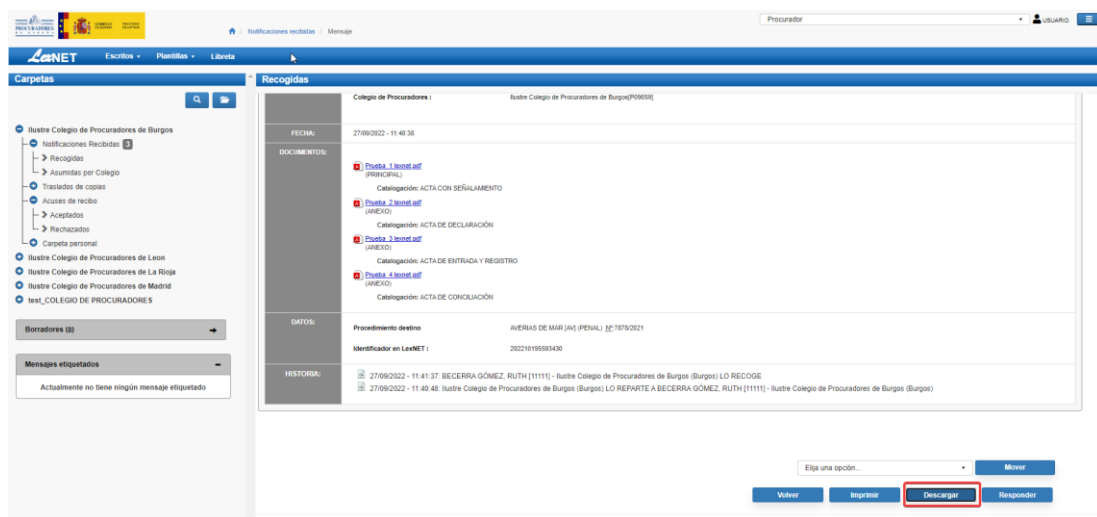 PROCURADORES
Procurador
USUARIO
Notificaciones recibidas / Mensaje
LexNET
Escritos
Plantillas
Libreta
Carpetas
Ilustre Colegio de Procuradores de Burgos
Notificaciones Recibidas 3
Recogidas
Asumidas por Colegio
Traslados de copias
Acuses de recibo
Aceptados
Rechazados
Carpeta personal
Ilustre Colegio de Procuradores de Leon
Ilustre Colegio de Procuradores de La Rioja
Ilustre Colegio de Procuradores de Madrid
test_COLEGIO DE PROCURADORES
Borradores (8)
Mensajes etiquetados
Actualmente no tiene ningún mensaje etiquetado
Recogidas
Colegio de Procuradores : Ilustre Colegio de Procuradores de Burgos[P09059]
FECHA: 27/09/2022 - 11:40:38
DOCUMENTOS:
Prueba_1 lexnet.pdf
(PRINCIPAL)
Catalogación: ACTA CON SEÑALAMIENTO
Prueba_2 lexnet.pdf
(ANEXO)
Catalogación: ACTA DE DECLARACIÓN
Prueba_3 lexnet.pdf
(ANEXO)
Catalogación: ACTA DE ENTRADA Y REGISTRO
Prueba_4 lexnet.pdf
(ANEXO)
Catalogación: ACTA DE CONCILIACIÓN
DATOS:
Procedimiento destino AVERIAS DE MAR [AV] (PENAL) Nº:7878/2021
Identificador en LexNET : 202210195593430
HISTORIA:
27/09/2022 - 11:41:37: BECERRA GÓMEZ, RUTH [11111] - Ilustre Colegio de Procuradores de Burgos (Burgos) LO RECOGE
27/09/2022 - 11:40:48: Ilustre Colegio de Procuradores de Burgos (Burgos) LO REPARTE A BECERRA GÓMEZ, RUTH [11111] - Ilustre Colegio de Procuradores de Burgos (Burgos)
Elija una opción...
Mover
Volver
Imprimir
Descargar
Responder